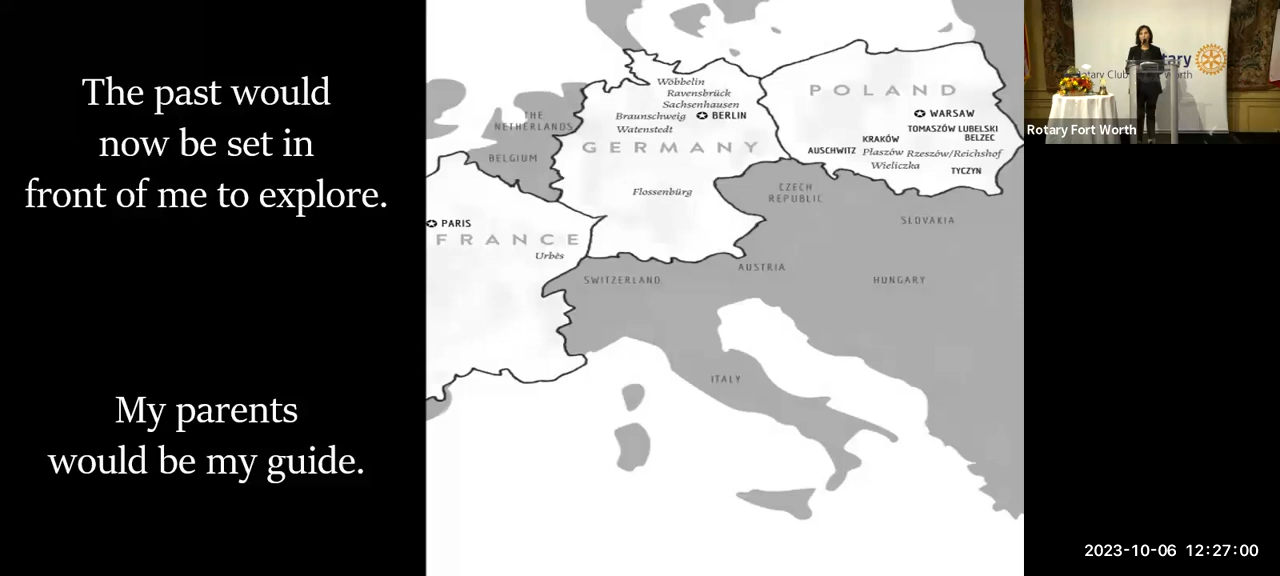 The past would
now be set in
front of me to explore.
My parents
would be my guide.
THE
NETHERLANDS
BELGIUM
PARIS
FRANCE
Urbès
Wöbbelin
Ravensbrück
Sachsenhausen
Braunschweig
BERLIN
Watenstedt
GERMANY
Flossenbürg
POLAND
WARSAW
TOMASZÓW LUBELSKI
BELZEC
KRAKÓW
AUSCHWITZ
Płaszów
Rzeszów/Reichshof
Wieliczka
TYCZYN
CZECH
REPUBLIC
SLOVAKIA
SWITZERLAND
AUSTRIA
HUNGARY
ITALY
Rotary Fort Worth
2023-10-06 12:27:00